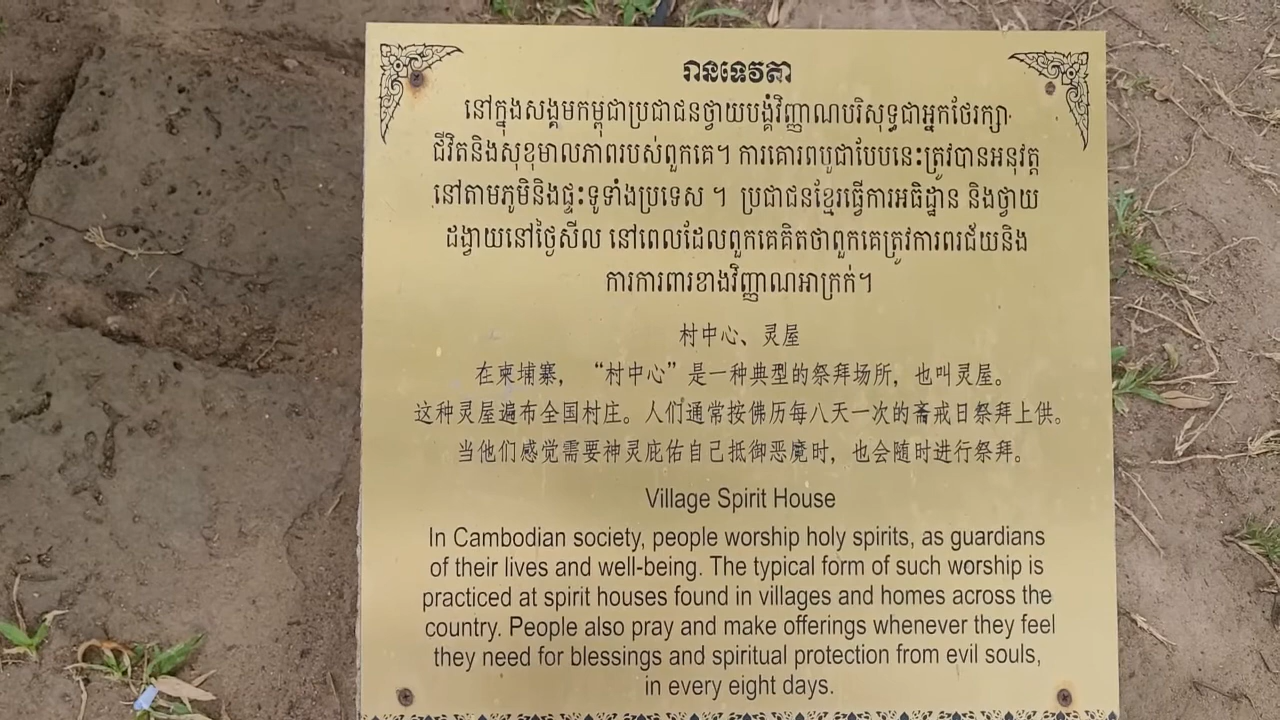 រានទេវតា
នៅក្នុងសង្គមកម្ពុជាប្រជាជនថ្វាយបង្គំវិញ្ញាណបរិសុទ្ធជាអ្នកថែរក្សា
ជីវិតនិងសុខុមាលភាពរបស់ពួកគេ។ ការគោរពបូជាបែបនេះត្រូវបានអនុវត្ត
នៅតាមភូមិនិងផ្ទះទូទាំងប្រទេស ។ ប្រជាជនខ្មែរធ្វើការអធិដ្ឋាន និងថ្វាយ
ដង្វាយនៅថ្ងៃសីល នៅពេលដែលពួកគេគិតថាពួកគេត្រូវការពរជ័យនិង
ការការពារខាងវិញ្ញាណអាក្រក់។
村中心、灵屋
在柬埔寨，“村中心”是一种典型的祭拜场所，也叫灵屋。
这种灵屋遍布全国村庄。人们通常按佛历每八天一次的斋戒日祭拜上供。
当他们感觉需要神灵庇佑自己抵御恶魔时，也会随时进行祭拜。
Village Spirit House
In Cambodian society, people worship holy spirits, as guardians
of their lives and well-being. The typical form of such worship is
practiced at spirit houses found in villages and homes across the
country. People also pray and make offerings whenever they feel
they need for blessings and spiritual protection from evil souls,
in every eight days.